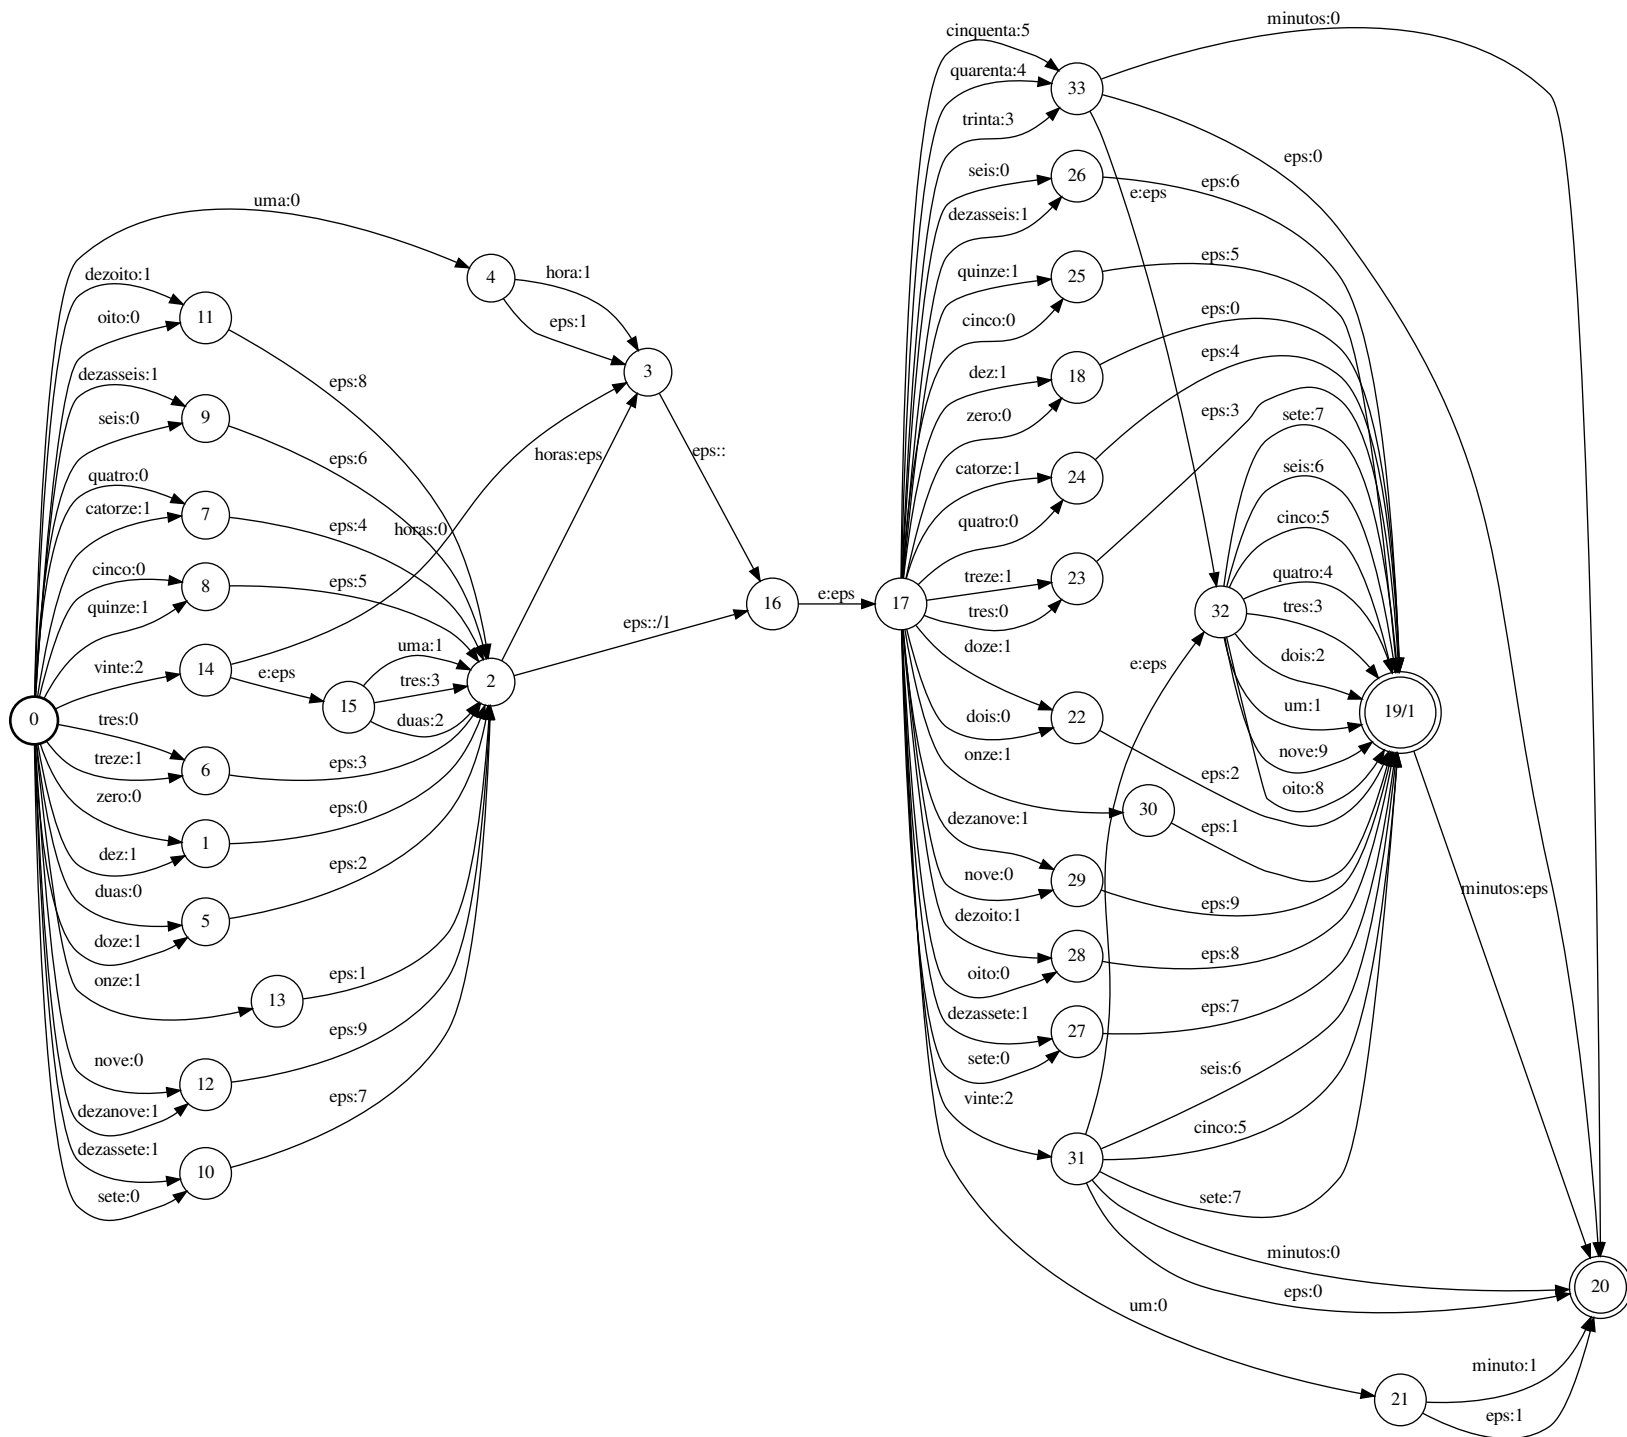 uma:0
dezoito:1
oito:0
dezasseis:1
seis:0
quatro:0
catorze:1
cinco:0
quinze:1
vinte:2
tres:0
treze:1
zero:0
dez:1
duas:0
doze:1
onze:1
nove:0
dezanove:1
dezassete:1
sete:0
0
11
9
7
8
14
6
1
5
13
12
10
eps:8
eps:6
eps:4
eps:5
horas:0
e:eps
eps:3
eps:0
eps:2
eps:1
eps:9
eps:7
15
uma:1
tres:3
duas:2
4
2
hora:1
eps:1
horas:eps
3
eps::
eps::/1
16
e:eps
17
cinquenta:5
quarenta:4
trinta:3
seis:0
dezasseis:1
quinze:1
cinco:0
dez:1
zero:0
catorze:1
quatro:0
treze:1
tres:0
doze:1
dois:0
onze:1
dezanove:1
nove:0
dezoito:1
oito:0
dezassete:1
sete:0
vinte:2
um:0
33
26
25
18
24
23
22
30
29
28
27
31
minutos:0
eps:0
e:eps
eps:6
eps:5
eps:0
eps:4
eps:3
e:eps
eps:2
eps:1
eps:9
eps:8
eps:7
seis:6
cinco:5
sete:7
minutos:0
eps:0
32
sete:7
seis:6
cinco:5
quatro:4
tres:3
dois:2
um:1
nove:9
oito:8
19/1
minutos:eps
21
minuto:1
eps:1
20